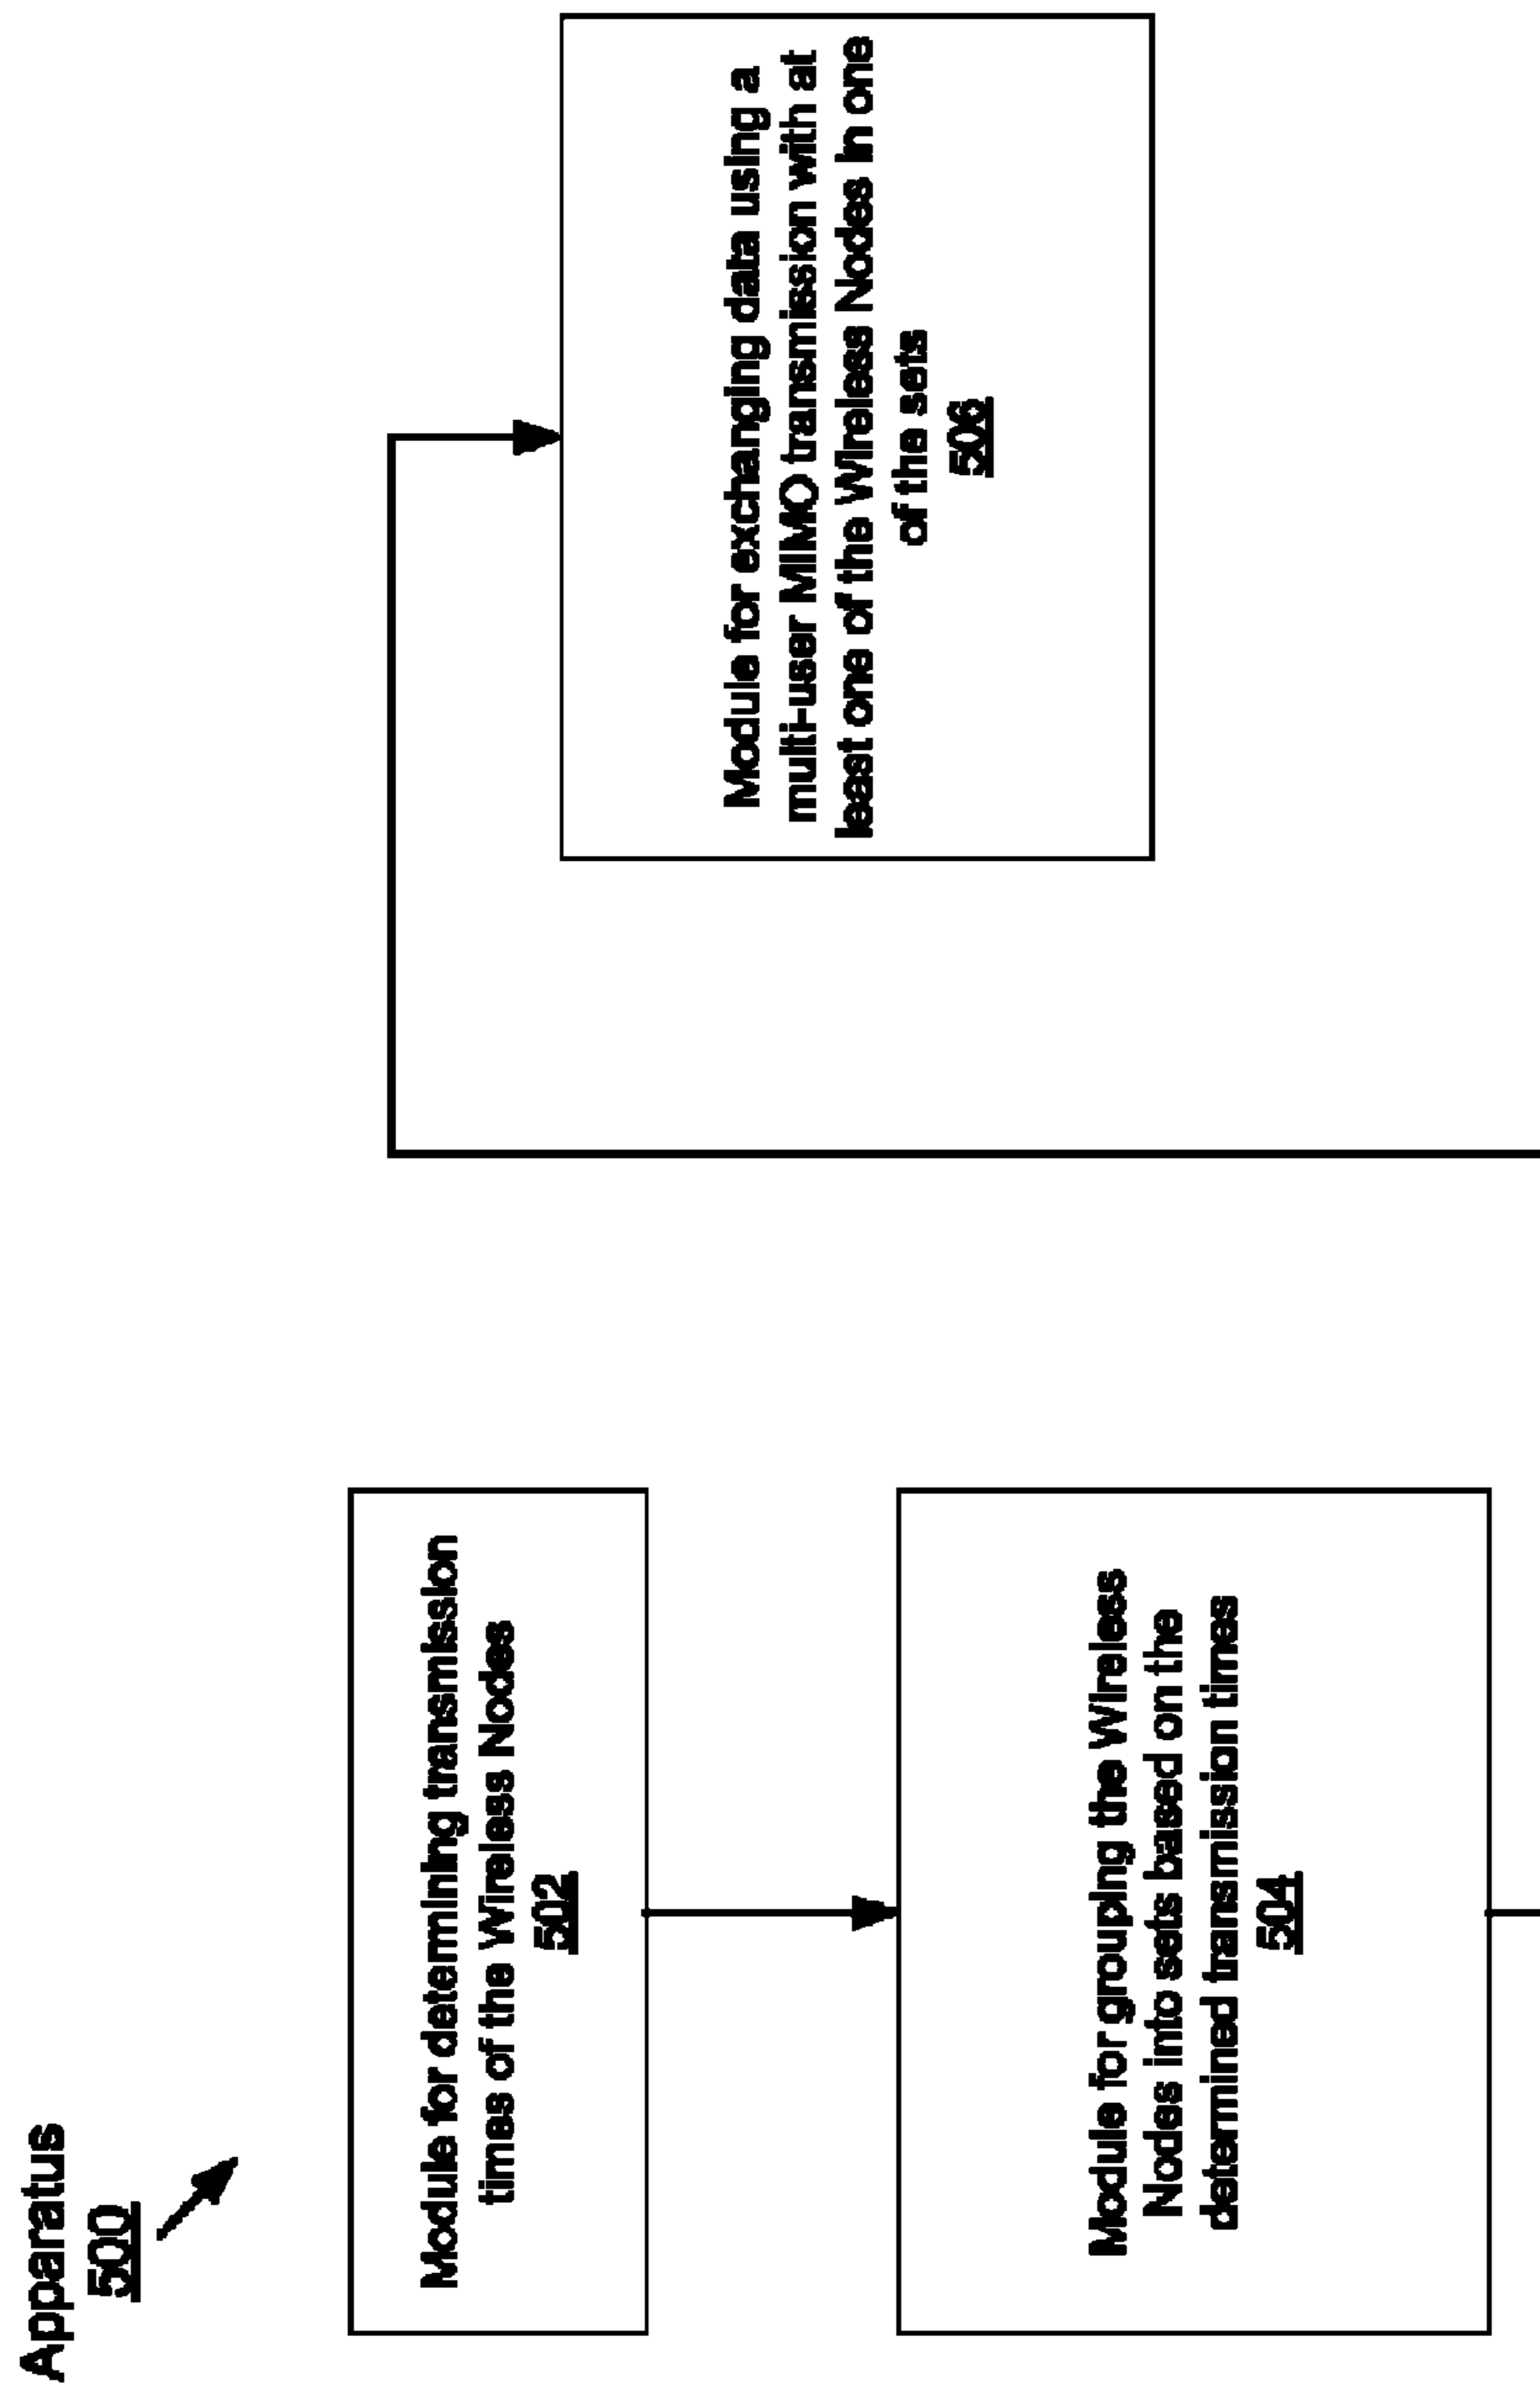 Apparatus
500
Module for determining transmission
times of the Wireless Nodes
502
Module for grouping the Wireless
Nodes into sets based on the
determined transmission times
504
Module for exchanging data using a
multi-user MIMO transmission with at
least one of the Wireless Nodes in one
of the sets
506